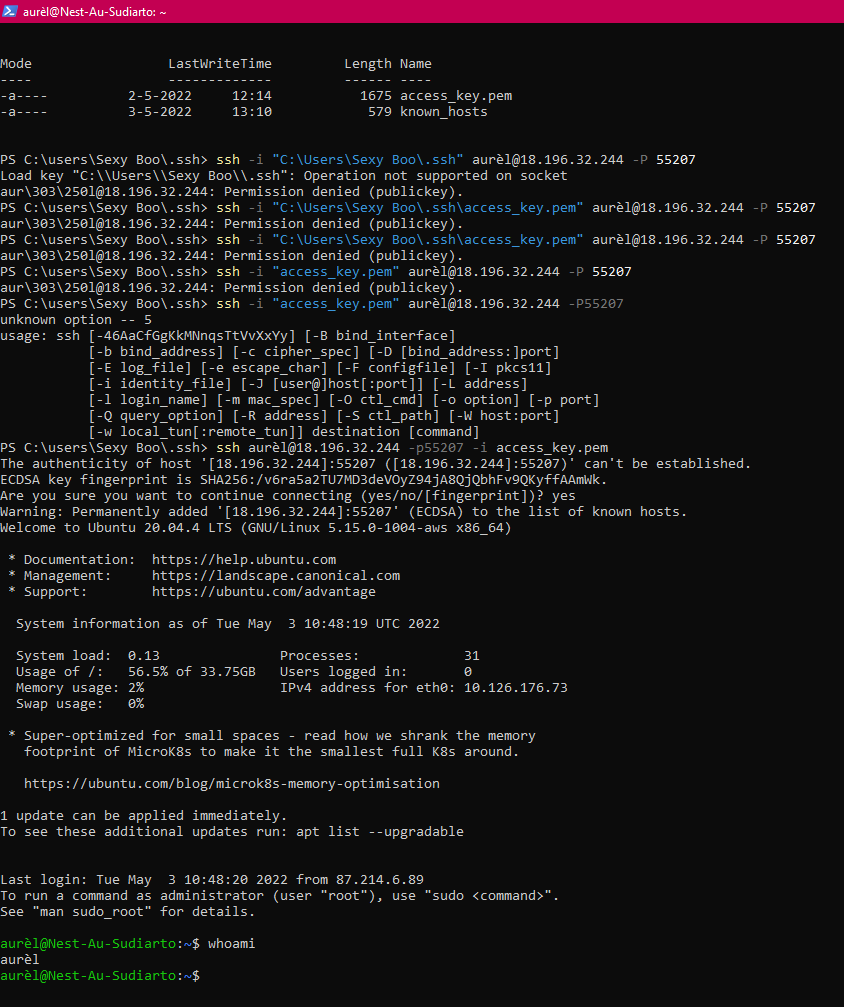 aurèl@Nest-Au-Sudiarto: ~
Mode                 LastWriteTime         Length Name
----                 -------------         ------ ----
-a----          2-5-2022     12:14           1675 access_key.pem
-a----          3-5-2022     13:10            579 known_hosts
PS C:\users\Sexy Boo\.ssh> ssh -i "C:\Users\Sexy Boo\.ssh" aurèl@18.196.32.244 -P 55207
Load key "C:\\Users\\Sexy Boo\\.ssh": Operation not supported on socket
aur\303\250l@18.196.32.244: Permission denied (publickey).
PS C:\users\Sexy Boo\.ssh> ssh -i "C:\Users\Sexy Boo\.ssh\access_key.pem" aurèl@18.196.32.244 -P 55207
aur\303\250l@18.196.32.244: Permission denied (publickey).
PS C:\users\Sexy Boo\.ssh> ssh -i "C:\Users\Sexy Boo\.ssh\access_key.pem" aurèl@18.196.32.244 -P 55207
aur\303\250l@18.196.32.244: Permission denied (publickey).
PS C:\users\Sexy Boo\.ssh> ssh -i "access_key.pem" aurèl@18.196.32.244 -P 55207
aur\303\250l@18.196.32.244: Permission denied (publickey).
PS C:\users\Sexy Boo\.ssh> ssh -i "access_key.pem" aurèl@18.196.32.244 -P55207
unknown option -- 5
usage: ssh [-46AaCfGgKkMNnqsTtVvXxYy] [-B bind_interface]
           [-b bind_address] [-c cipher_spec] [-D [bind_address:]port]
           [-E log_file] [-e escape_char] [-F configfile] [-I pkcs11]
           [-i identity_file] [-J [user@]host[:port]] [-L address]
           [-l login_name] [-m mac_spec] [-O ctl_cmd] [-o option] [-p port]
           [-Q query_option] [-R address] [-S ctl_path] [-W host:port]
           [-w local_tun[:remote_tun]] destination [command]
PS C:\users\Sexy Boo\.ssh> ssh aurèl@18.196.32.244 -p55207 -i access_key.pem
The authenticity of host '[18.196.32.244]:55207 ([18.196.32.244]:55207)' can't be established.
ECDSA key fingerprint is SHA256:/v6ra5a2TU7MD3deVOyZ94jA8QjQbhFv9QKyffAAmWk.
Are you sure you want to continue connecting (yes/no/[fingerprint])? yes
Warning: Permanently added '[18.196.32.244]:55207' (ECDSA) to the list of known hosts.
Welcome to Ubuntu 20.04.4 LTS (GNU/Linux 5.15.0-1004-aws x86_64)
 * Documentation:  https://help.ubuntu.com
 * Management:     https://landscape.canonical.com
 * Support:        https://ubuntu.com/advantage
  System information as of Tue May  3 10:48:19 UTC 2022
  System load:  0.13               Processes:             31
  Usage of /:   56.5% of 33.75GB   Users logged in:       0
  Memory usage: 2%                 IPv4 address for eth0: 10.126.176.73
  Swap usage:   0%
 * Super-optimized for small spaces - read how we shrank the memory
   footprint of MicroK8s to make it the smallest full K8s around.
   https://ubuntu.com/blog/microk8s-memory-optimisation
1 update can be applied immediately.
To see these additional updates run: apt list --upgradable
Last login: Tue May  3 10:48:20 2022 from 87.214.6.89
To run a command as administrator (user "root"), use "sudo <command>".
See "man sudo_root" for details.
aurèl@Nest-Au-Sudiarto:~$ whoami
aurèl
aurèl@Nest-Au-Sudiarto:~$